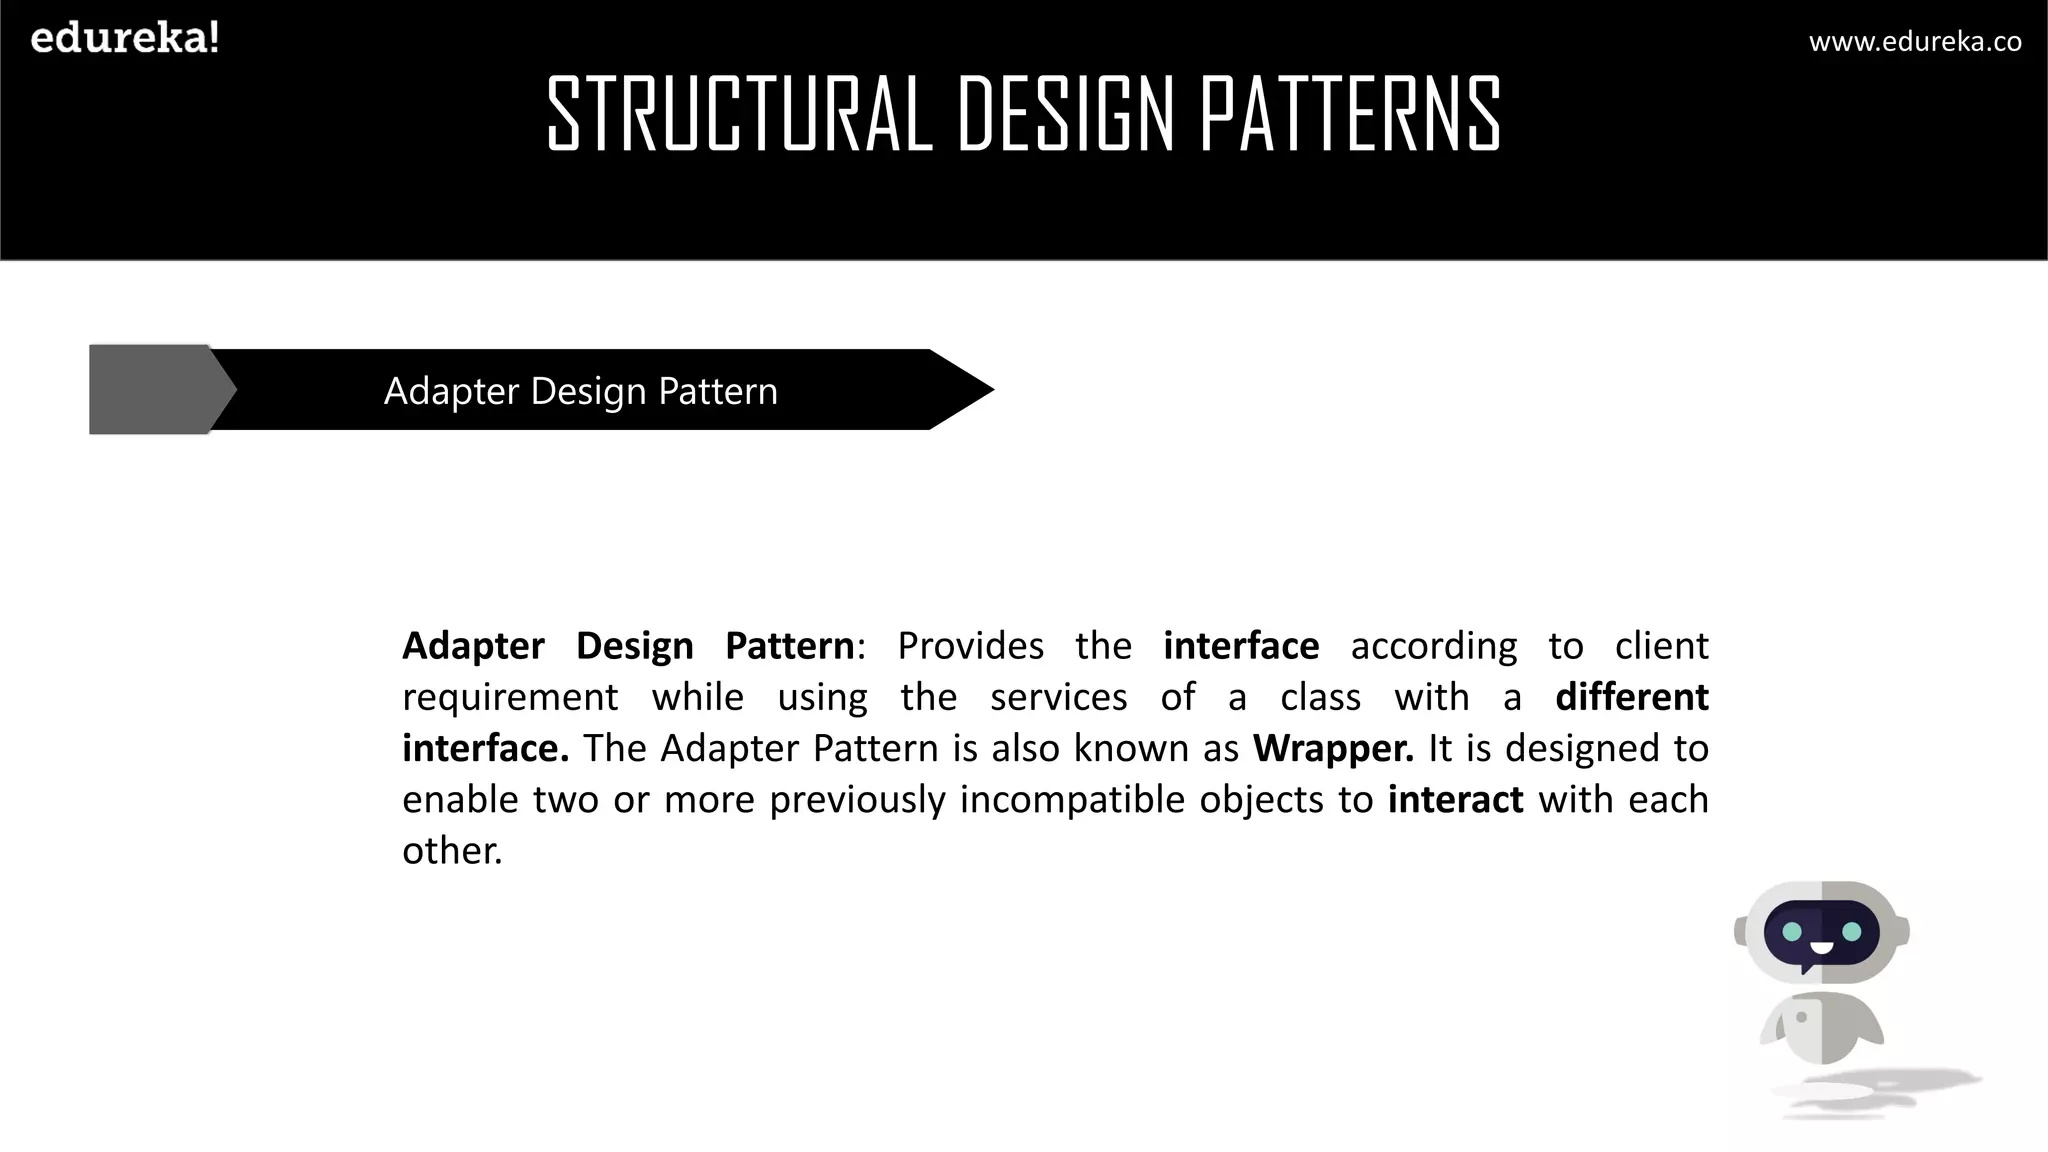 edureka!
www.edureka.co
STRUCTURAL DESIGN PATTERNS
Adapter Design Pattern
Adapter Design Pattern: Provides the interface according to client
requirement while using the services of a class with a different
interface. The Adapter Pattern is also known as Wrapper. It is designed to
enable two or more previously incompatible objects to interact with each
other.